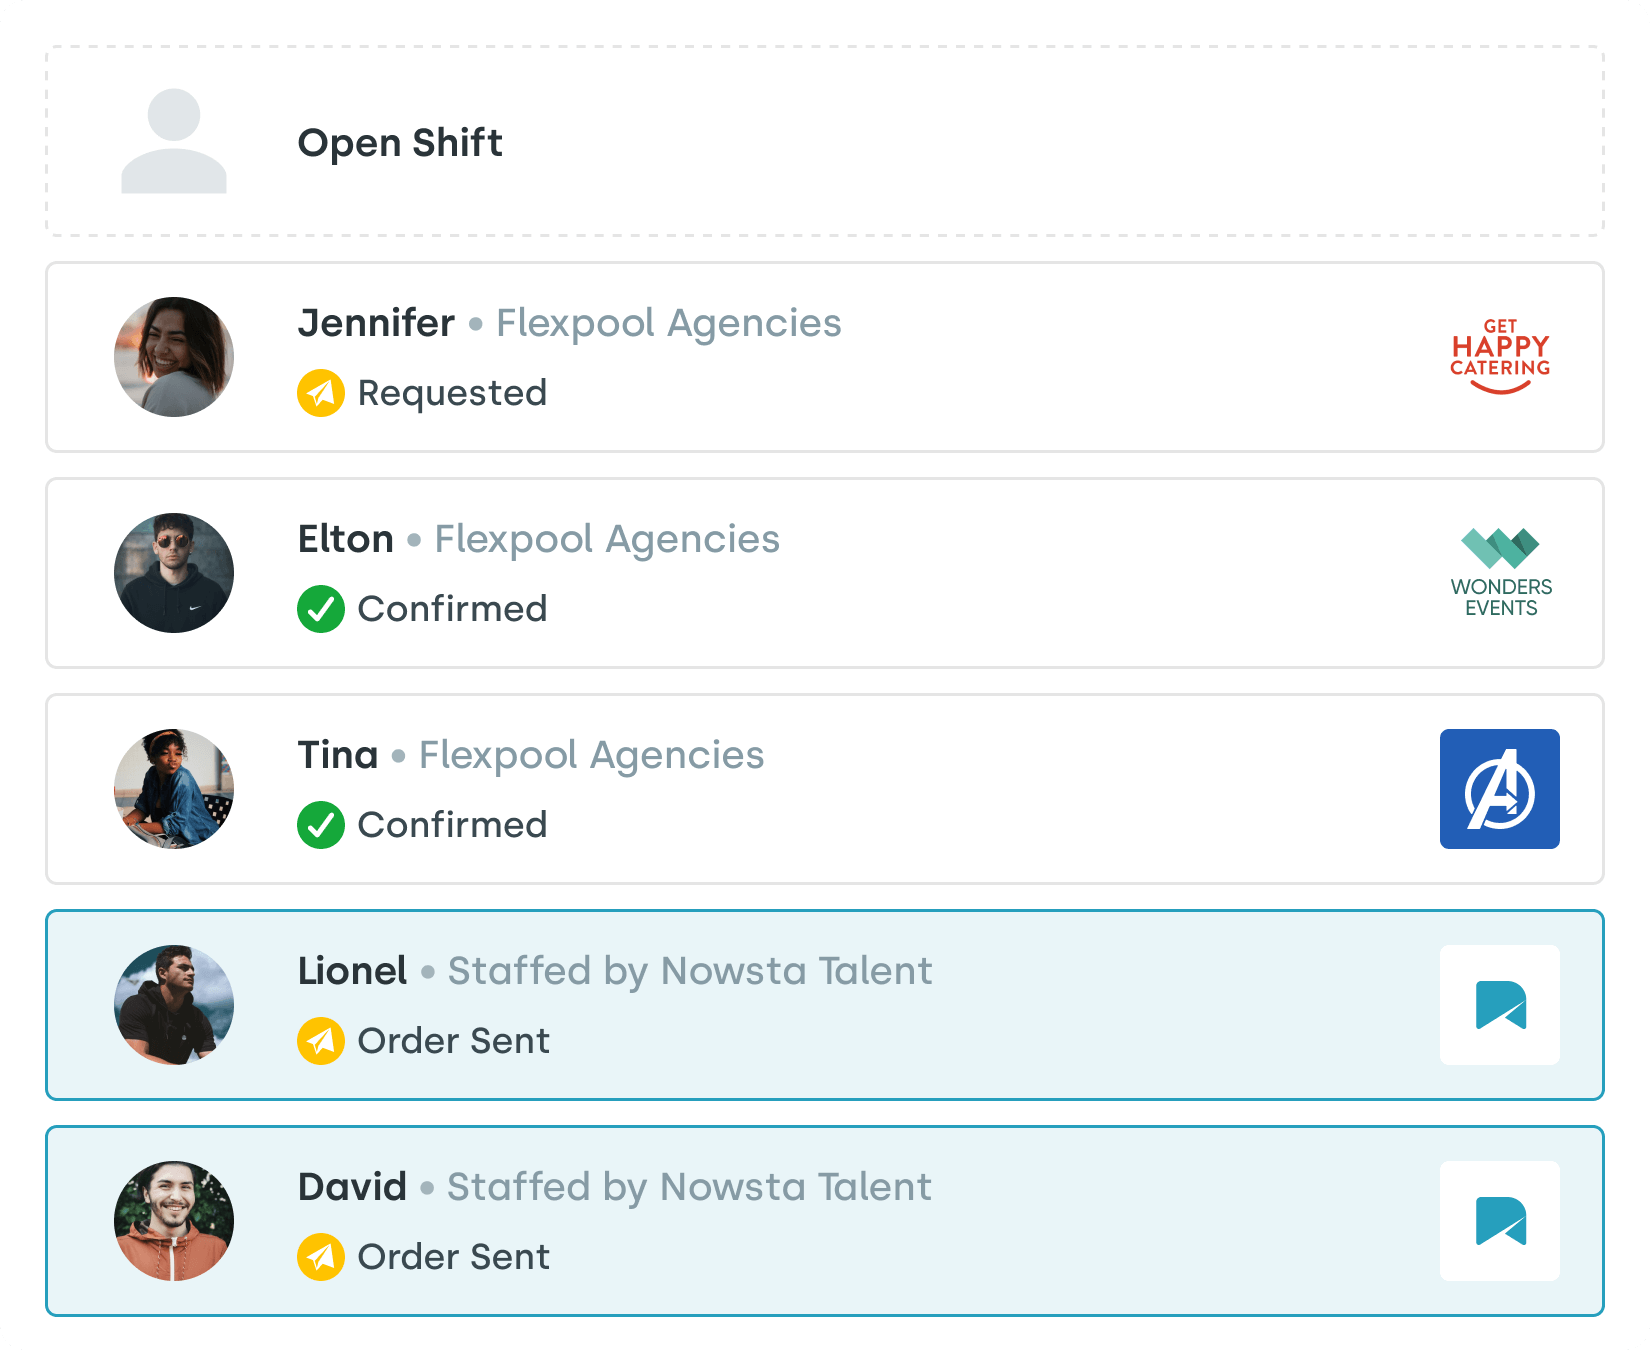 Open Shift
Jennifer • Flexpool Agencies
Requested
GET
HAPPY
CATERING
Elton • Flexpool Agencies
Confirmed
WONDERS
EVENTS
Tina • Flexpool Agencies
Confirmed
A
Lionel • Staffed by Nowsta Talent
Order Sent
David • Staffed by Nowsta Talent
Order Sent